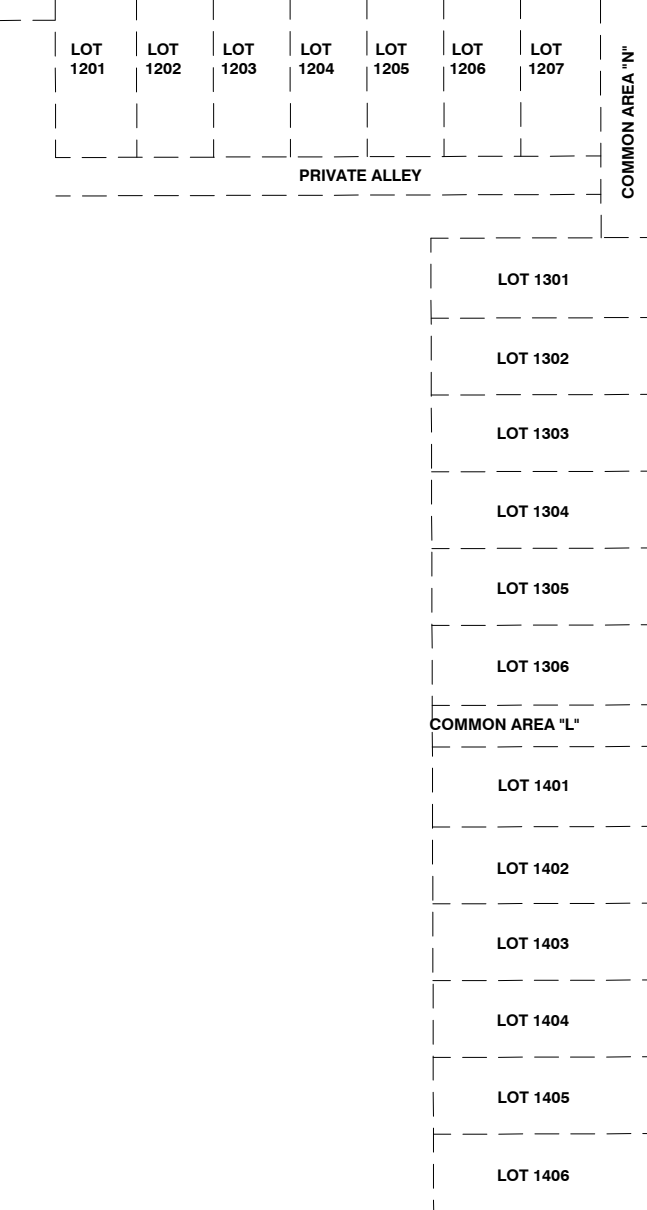 LOT
1201
LOT
1202
LOT
1203
LOT
1204
LOT
1205
LOT
1206
LOT
1207
COMMON AREA "N"
PRIVATE ALLEY
LOT 1301
LOT 1302
LOT 1303
LOT 1304
LOT 1305
LOT 1306
COMMON AREA "L"
LOT 1401
LOT 1402
LOT 1403
LOT 1404
LOT 1405
LOT 1406